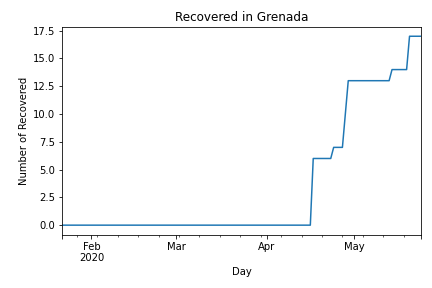 Recovered in Grenada
Number of Recovered
17.5
15.0
12.5
10.0
7.5
5.0
2.5
0.0
Feb
2020
Mar
Apr
May
Day